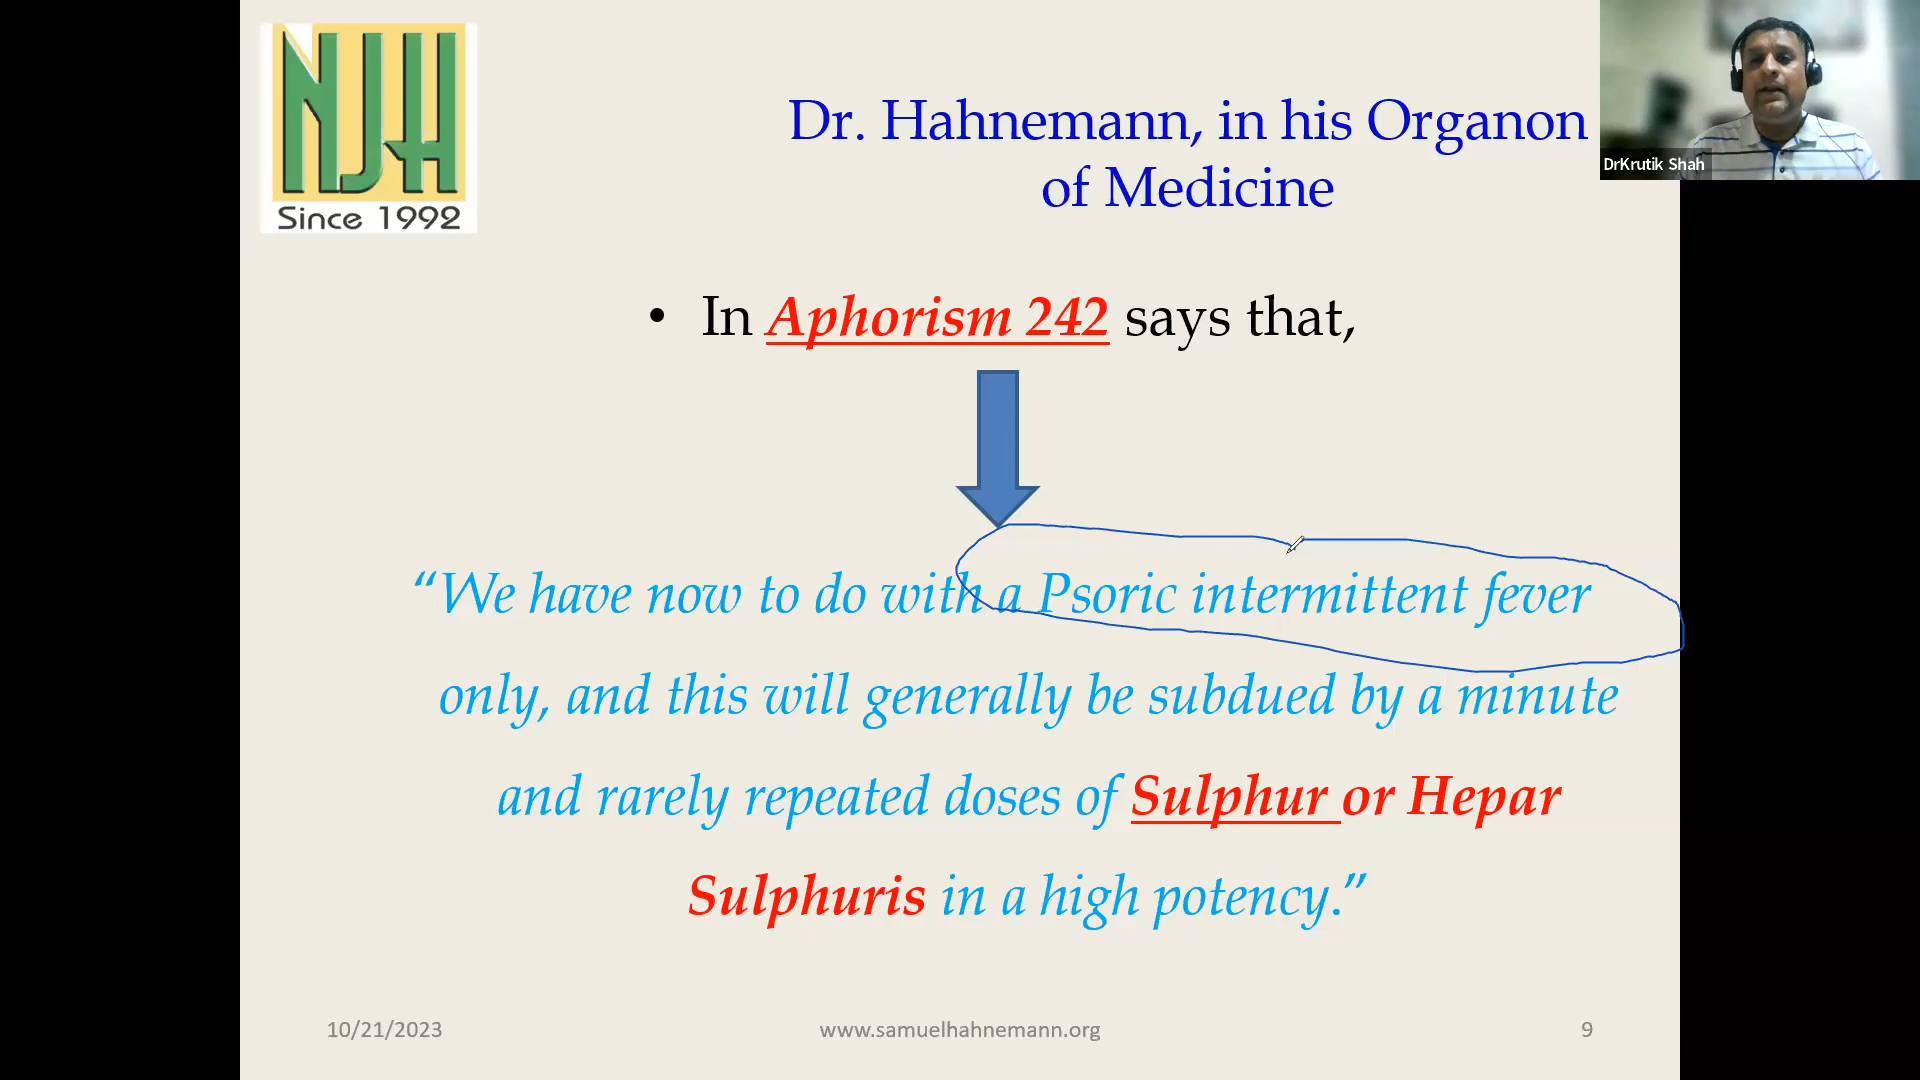 NJH
Since 1992
Dr. Hahnemann, in his Organon
of Medicine
DrKrutik Shah
• In Aphorism 242 says that,
“We have now to do with a Psoric intermittent fever
only, and this will generally be subdued by a minute
and rarely repeated doses of Sulphur or Hepar
Sulphuris in a high potency.”
10/21/2023
www.samuelhahnemann.org
9